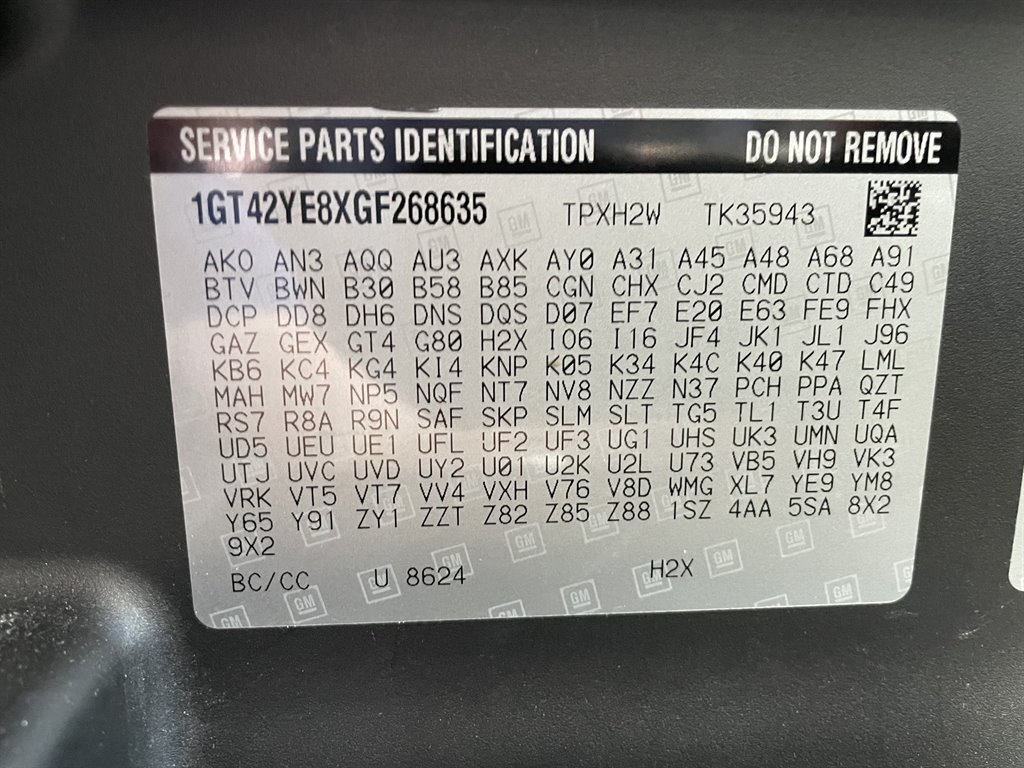 SERVICE PARTS IDENTIFICATION DO NOT REMOVE
1GT42YE8XGF268635 TPXH2W TK35943
AK0 AN3 AQQ AU3 AXK AY0 A31 A45 A48 A68 A91
BTV BWN B30 B58 B85 CGN CHX CJ2 CMD CTD C49
DCP DD8 DH6 DNS DQS D07 EF7 E20 E63 FE9 FHX
GAZ GEX GT4 G80 H2X I06 I16 JF4 JK1 JL1 J96
KB6 KC4 KG4 KI4 KNP K05 K34 K4C K40 K47 LML
MAH MW7 NP5 NQF NT7 NV8 NZZ N37 PCH PPA QZT
RS7 R8A R9N SAF SKP SLM SLT TG5 TL1 T3U T4F
UD5 UEU UE1 UFL UF2 UF3 UG1 UHS UK3 UMN UQA
UTJ UVC UVD UY2 U01 U2K U2L U73 VB5 VH9 VK3
VRK VT5 VT7 VV4 VXH V76 V8D WMG XL7 YE9 YM8
Y65 Y91 ZY1 ZZT Z82 Z85 Z88 1SZ 4AA 5SA 8X2
9X2
BC/CC U 8624 H2X